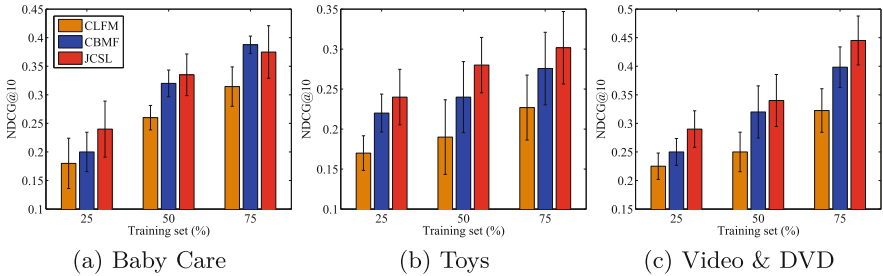 0.45
0.4
0.35
0.3
0.25
0.2
0.15
0.1
NDCG@10
CLFM
CBMF
JCSL
25 50 75
Training set (%)
(a) Baby Care
0.35
0.3
0.25
0.2
0.15
0.1
NDCG@10
25 50 75
Training set (%)
(b) Toys
0.5
0.45
0.4
0.35
0.3
0.25
0.2
0.15
NDCG@10
25 50 75
Training set (%)
(c) Video & DVD